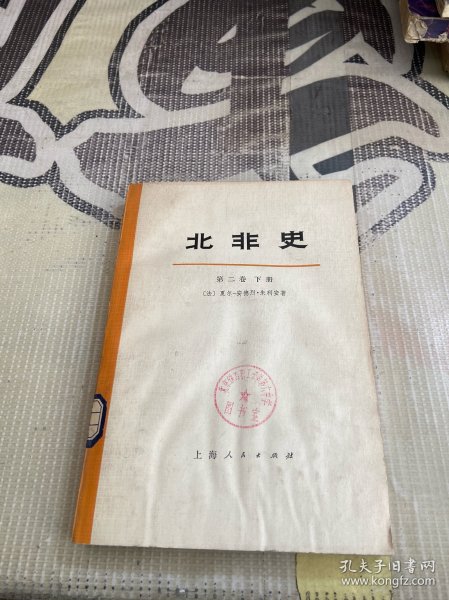 北非史
第二卷 下册
〔法〕夏尔-安德烈·朱利安著
上海人民出版社
孔夫子旧书网
www.kongfz.com